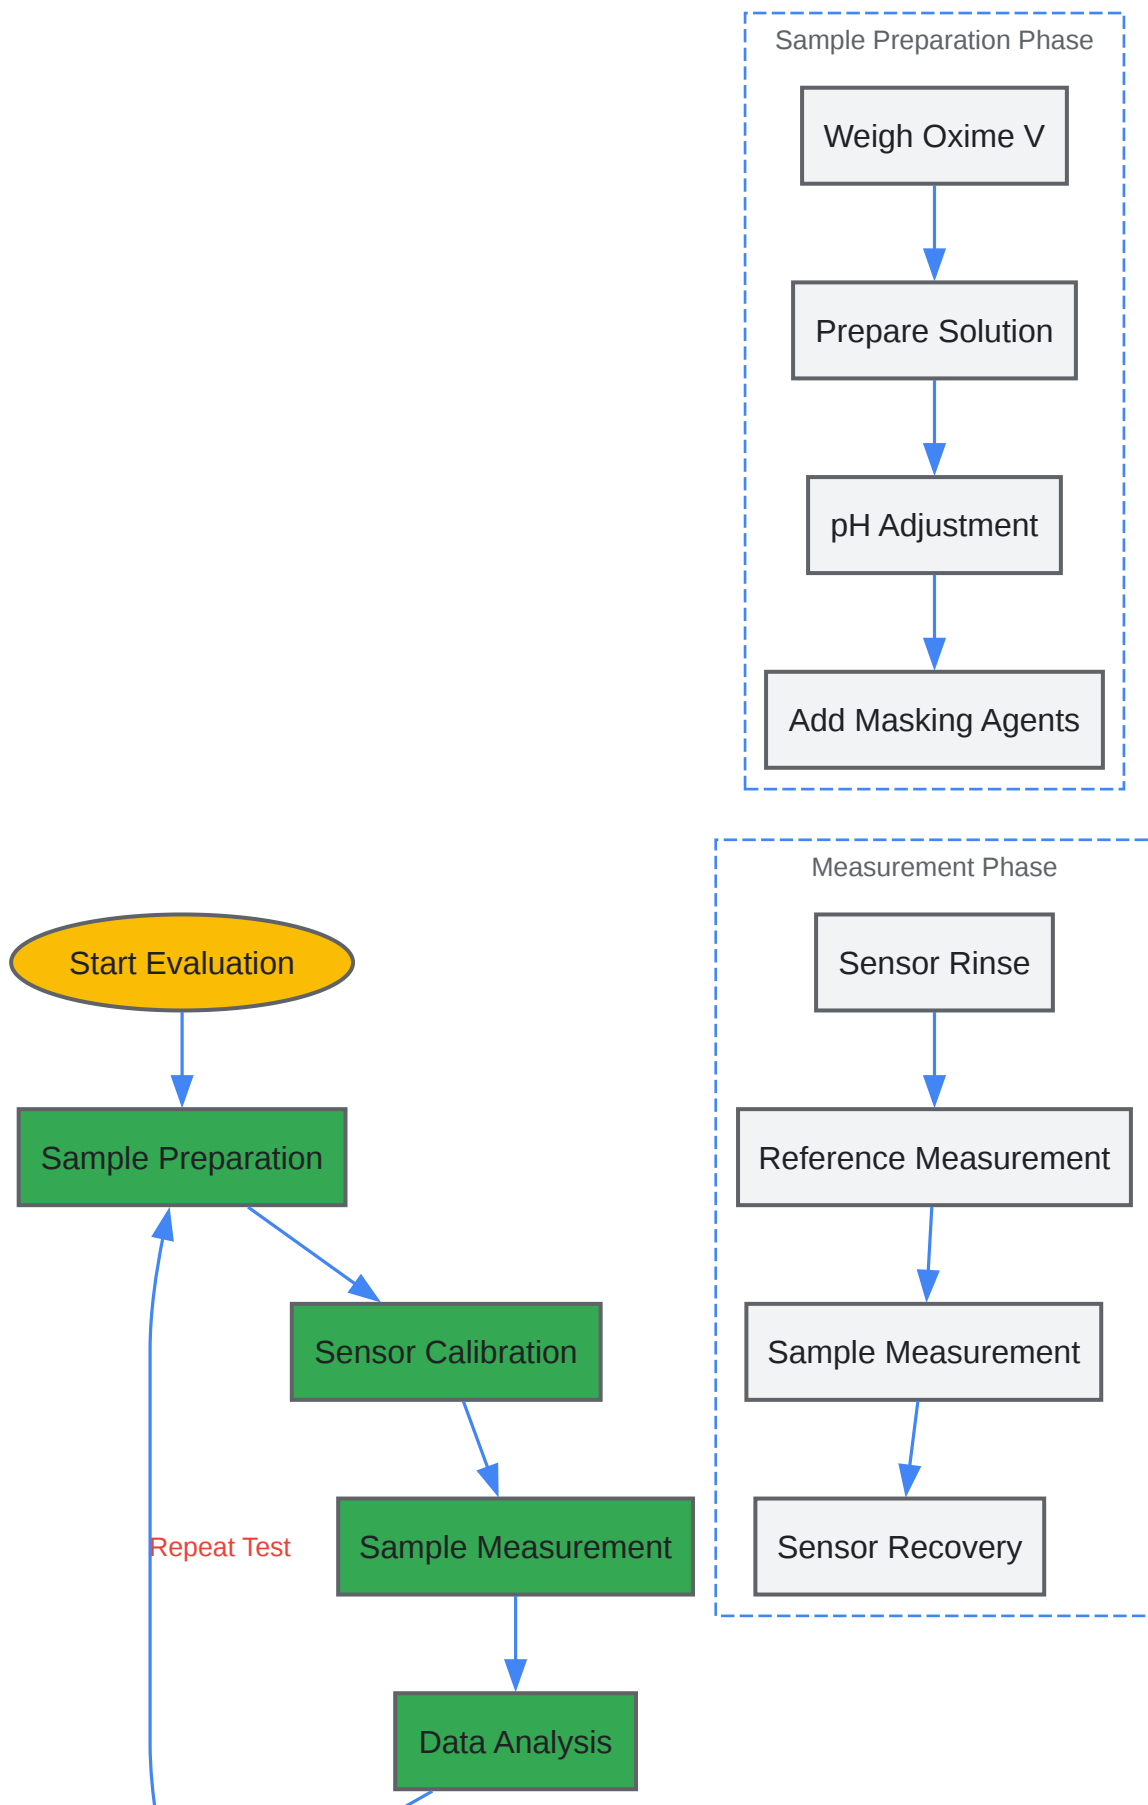 Sample Preparation Phase
Weigh Oxime V
Prepare Solution
pH Adjustment
Add Masking Agents
Measurement Phase
Sensor Rinse
Reference Measurement
Sample Measurement
Sensor Recovery
Start Evaluation
Sample Preparation
Sensor Calibration
Sample Measurement
Repeat Test
Data Analysis